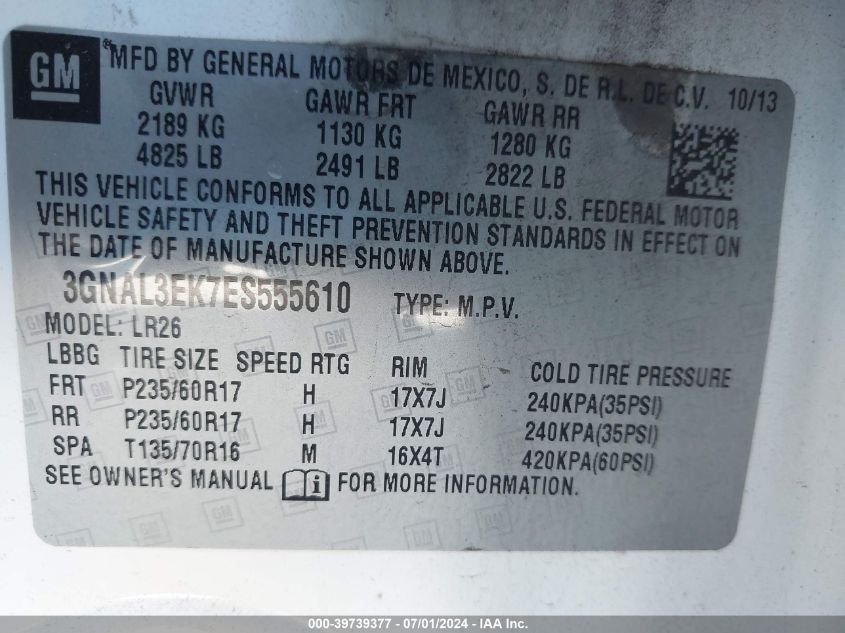 GM
MFD BY GENERAL MOTORS DE MEXICO, S. DE R.L. DE C.V. 10/13
GVWR GAWR FRT GAWR RR
2189 KG 1130 KG 1280 KG
4825 LB 2491 LB 2822 LB
THIS VEHICLE CONFORMS TO ALL APPLICABLE U.S. FEDERAL MOTOR
VEHICLE SAFETY AND THEFT PREVENTION STANDARDS IN EFFECT ON
THE DATE OF MANUFACTURE SHOWN ABOVE.
3GNAL3EK7ES555610 TYPE: M.P.V.
MODEL: LR26
LBBG TIRE SIZE SPEED RTG RIM COLD TIRE PRESSURE
FRT P235/60R17 H 17X7J 240KPA(35PSI)
RR P235/60R17 H 17X7J 240KPA(35PSI)
SPA T135/70R16 M 16X4T 420KPA(60PSI)
SEE OWNER'S MANUAL i FOR MORE INFORMATION.
000-39739377 - 07/01/2024 - IAA Inc.